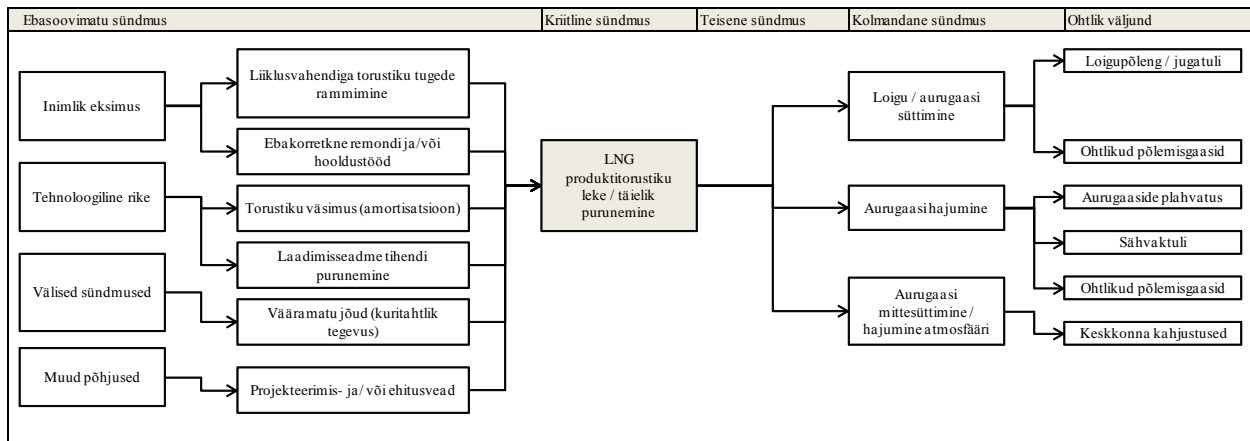 Ebasoovimatu sündmus
Kriitline sündmus
Teisene sündmus
Kolmandane sündmus
Ohtlik väljund
Inimlik eksimus
Tehnoloogiline rike
Välised sündmused
Muud põhjused
Liiklusvahendiga torustiku tugede
rammimine
Ebakorretkne remondi ja/või
hooldustööd
Torustiku väsimus (amortisatsioon)
Laadimisseadme tihendi
purunemine
Vääramatu jõud (kuritahtlik
tegevus)
Projekteerimis- ja/ või ehitusvead
LNG
produktitorustiku
leke / täielik
purunemine
Loigu / aurugaasi
süttimine
Aurugaasi hajumine
Aurugaasi
mittesüttimine /
hajumine atmosfääri
Loigupõleng / jugatuli
Ohtlikud põlemisgaasid
Aurugaaside plahvatus
Sähvaktuli
Ohtlikud põlemisgaasid
Keskkonna kahjustused